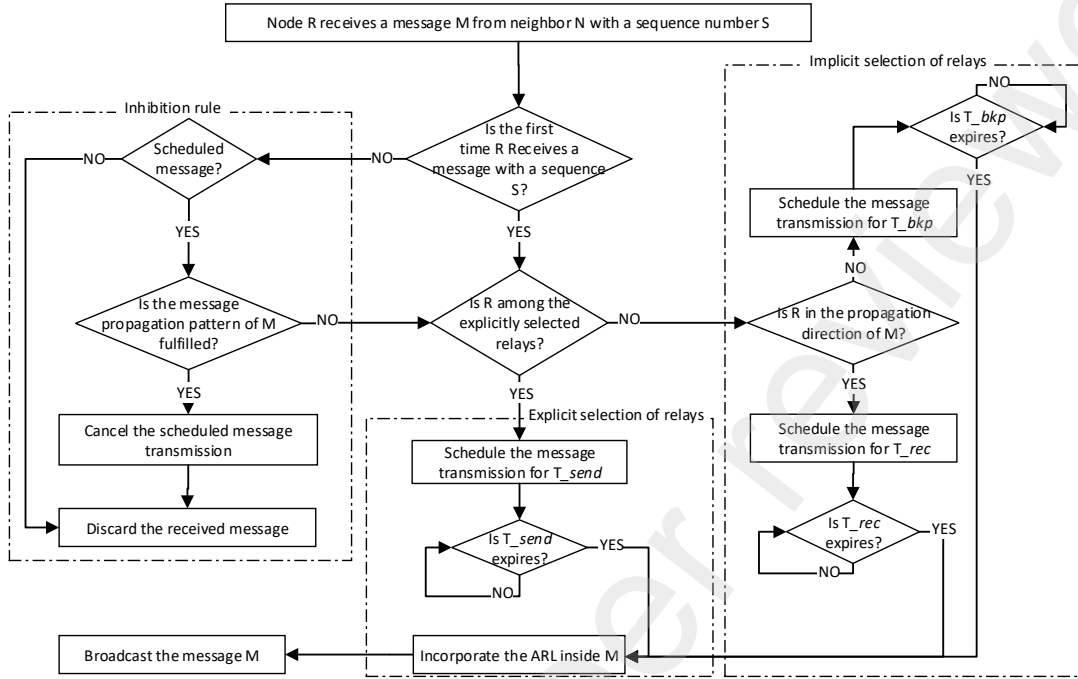 Node R receives a message M from neighbor N with a sequence number S
Implicit selection of relays
Inhibition rule
NO
Is T_bkp
expires?
YES
Scheduled
message?
NO
YES
NO
Is the first
time R Receives a
message with a sequence
S?
YES
Schedule the message
transmission for T_bkp
NO
Is the message
propagation pattern of M
fulfilled?
NO
YES
Is R among the
explicitly selected
relays?
NO
YES
Is R in the propagation
direction of M?
YES
Cancel the scheduled message
transmission
Discard the received message
Explicit selection of relays
Schedule the message
transmission for T_send
Is T_send
expires?
YES
NO
Schedule the message
transmission for T_rec
Is T_rec
expires?
YES
NO
Broadcast the message M
Incorporate the ARL inside M
er reviewe